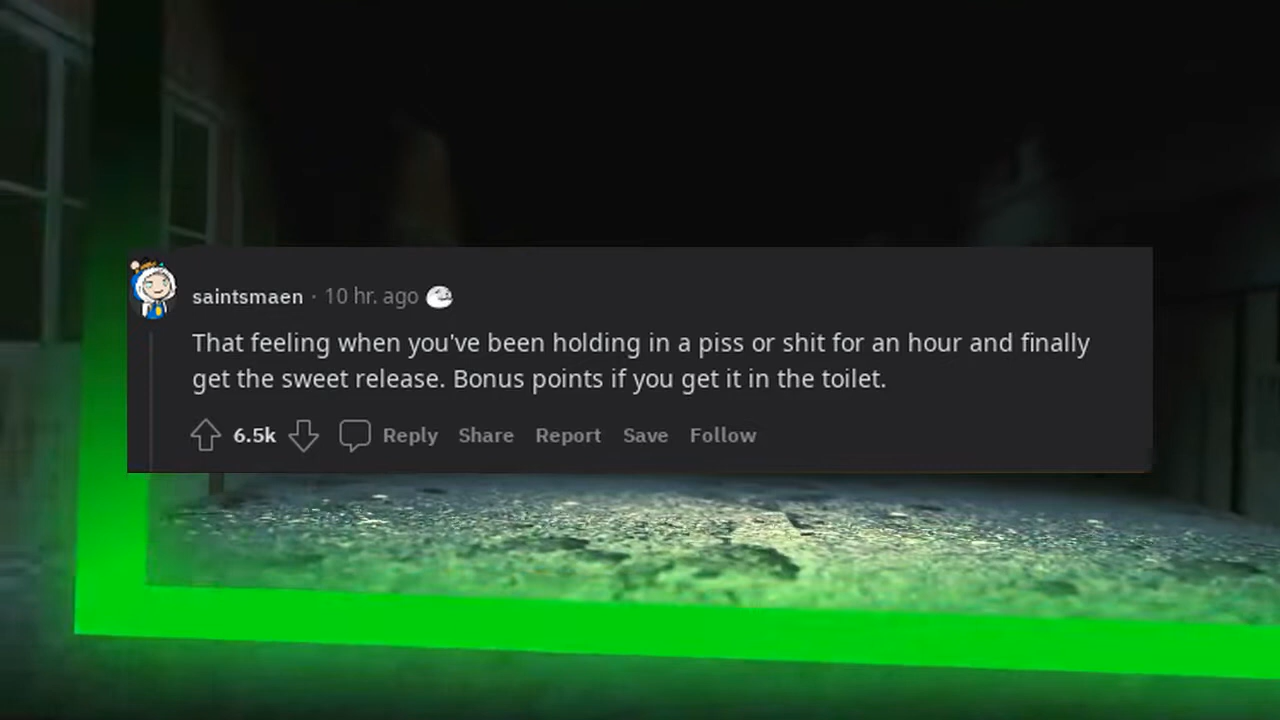 saintsmaen · 10 hr. ago
That feeling when you've been holding in a piss or shit for an hour and finally
get the sweet release. Bonus points if you get it in the toilet.
6.5k Reply Share Report Save Follow